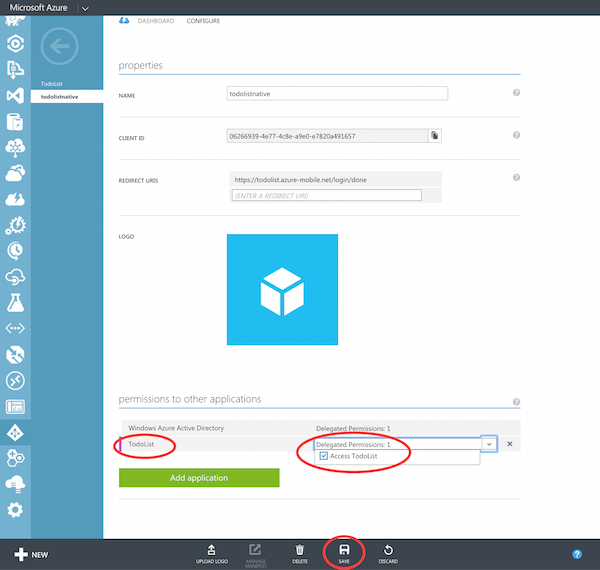 Microsoft Azure
DASHBOARD CONFIGURE
TodoList
todolistnative
properties
NAME
todolistnative
CLIENT ID
06266939-4e77-4c8e-a9e0-e7820a491657
REDIRECT URIS
https://todolist.azure-mobile.net/login/done
(ENTER A REDIRECT URI)
LOGO
permissions to other applications
Windows Azure Active Directory Delegated Permissions: 1
TodoList Delegated Permissions: 1
Access TodoList
Add application
NEW
UPLOAD LOGO
MANAGE MANIFEST
DELETE
SAVE
DISCARD